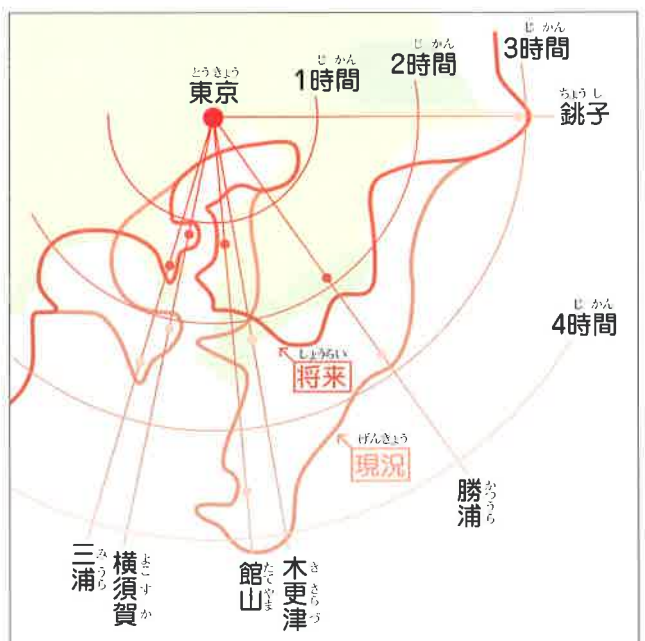 とうきょう
東京
じかん
1時間
じかん
2時間
じかん
3時間
ちょうし
銚子
じかん
4時間
しょうらい
将来
げんきょう
現況
勝浦
かつうら
三浦
みうら
横須賀
よこすか
館山
たてやま
木更津
きさらづ